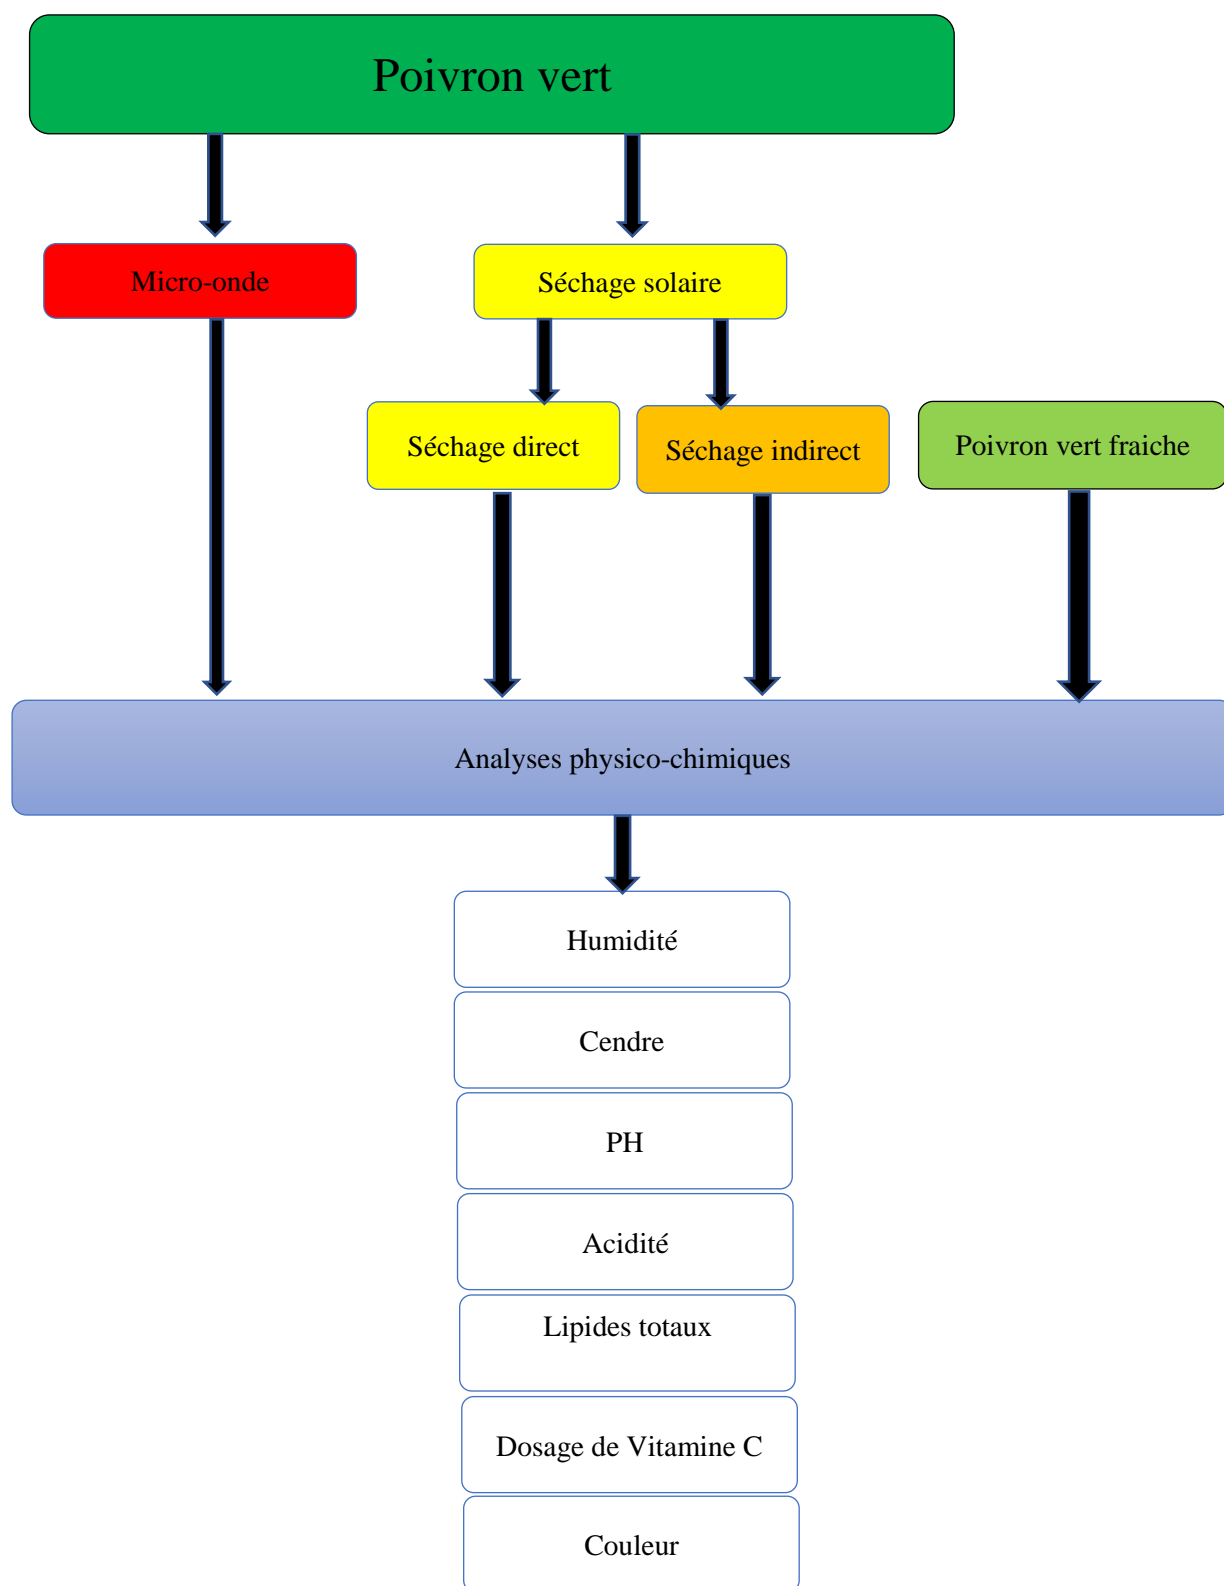 Poivron vert
Micro-onde
Séchage solaire
Séchage direct
Séchage indirect
Poivron vert fraiche
Analyses physico-chimiques
Humidité
Cendre
PH
Acidité
Lipides totaux
Dosage de Vitamine C
Couleur